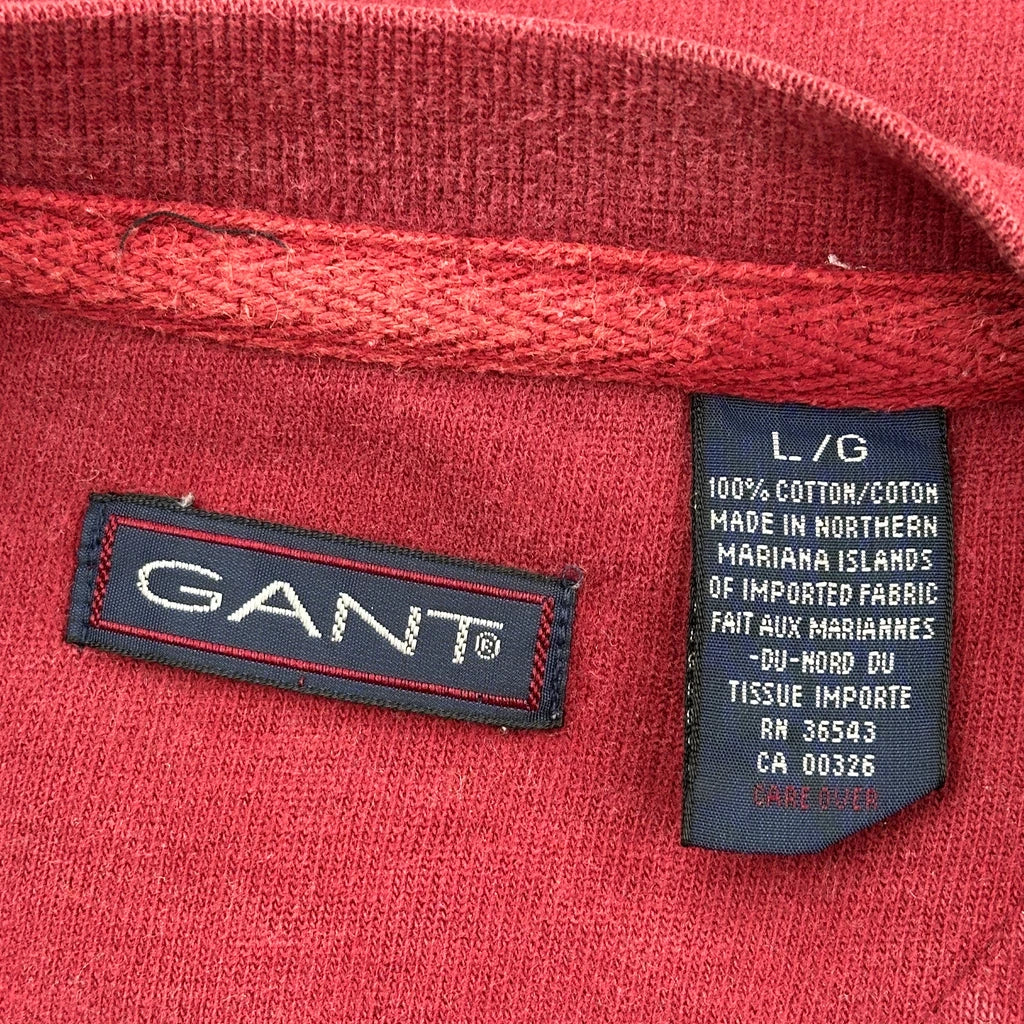 GANT®
L/G
100% COTTON/COTON
MADE IN NORTHERN
MARIANA ISLANDS
OF IMPORTED FABRIC
FAIT AUX MARIANNES
-DU-NORD DU
TISSUE IMPORTE
RN 36543
CA 00326
CARE OVER